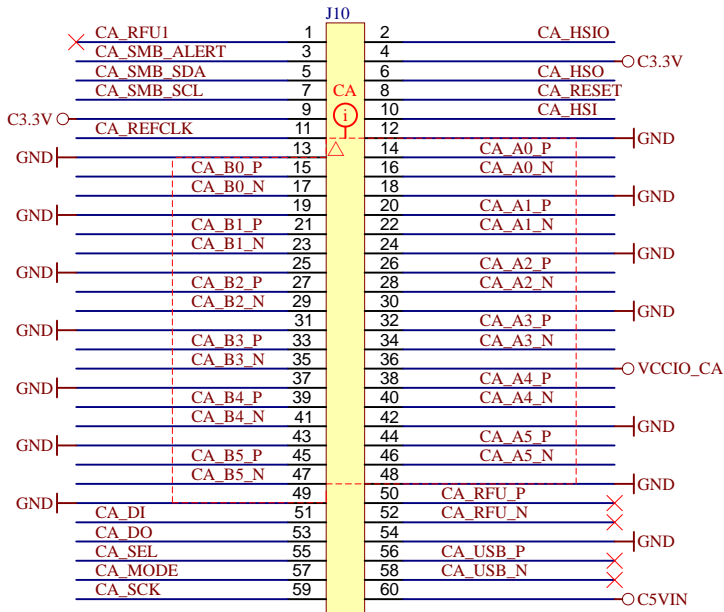 J10
CA_RFU1 1 2 CA_HSIO
CA_SMB_ALERT 3 4 C3.3V
CA_SMB_SDA 5 6 CA_HSO
CA_SMB_SCL 7 8 CA_RESET
CA
C3.3V 9 10 CA_HSI
i
CA_REFCLK 11 12 GND
GND 13 14 CA_A0_P
CA_B0_P 15 16 CA_A0_N
CA_B0_N 17 18 GND
GND 19 20 CA_A1_P
CA_B1_P 21 22 CA_A1_N
CA_B1_N 23 24 GND
GND 25 26 CA_A2_P
CA_B2_P 27 28 CA_A2_N
CA_B2_N 29 30 GND
GND 31 32 CA_A3_P
CA_B3_P 33 34 CA_A3_N
CA_B3_N 35 36 VCCIO_CA
GND 37 38 CA_A4_P
CA_B4_P 39 40 CA_A4_N
CA_B4_N 41 42 GND
GND 43 44 CA_A5_P
CA_B5_P 45 46 CA_A5_N
CA_B5_N 47 48 GND
GND 49 50 CA_RFU_P
CA_DI 51 52 CA_RFU_N
CA_DO 53 54 GND
CA_SEL 55 56 CA_USB_P
CA_MODE 57 58 CA_USB_N
CA_SCK 59 60 C5VIN